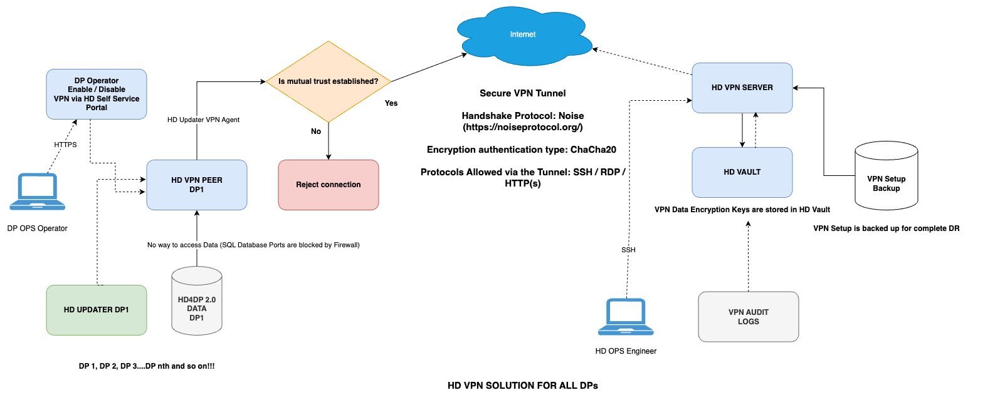 Internet
DP Operator
Enable / Disable
VPN via HD Self Service
Portal
Is mutual trust established?
HD VPN SERVER
Secure VPN Tunnel
Yes
HD Updater VPN Agent
Handshake Protocol: Noise
(https://noiseprotocol.org/)
No
HTTPS
Encryption authentication type: ChaCha20
Protocols Allowed via the Tunnel: SSH / RDP /
HTTP(s)
HD VPN PEER
DP1
Reject connection
HD VAULT
VPN Setup
Backup
VPN Data Encryption Keys are stored in HD Vault
DP OPS Operator
VPN Setup is backed up for complete DR
No way to access Data (SQL Database Ports are blocked by Firewall)
SSH
HD4DP 2.0
DATA
DP1
HD UPDATER DP1
VPN AUDIT
LOGS
HD OPS Engineer
DP 1, DP 2, DP 3....DP nth and so on!!!
HD VPN SOLUTION FOR ALL DPs